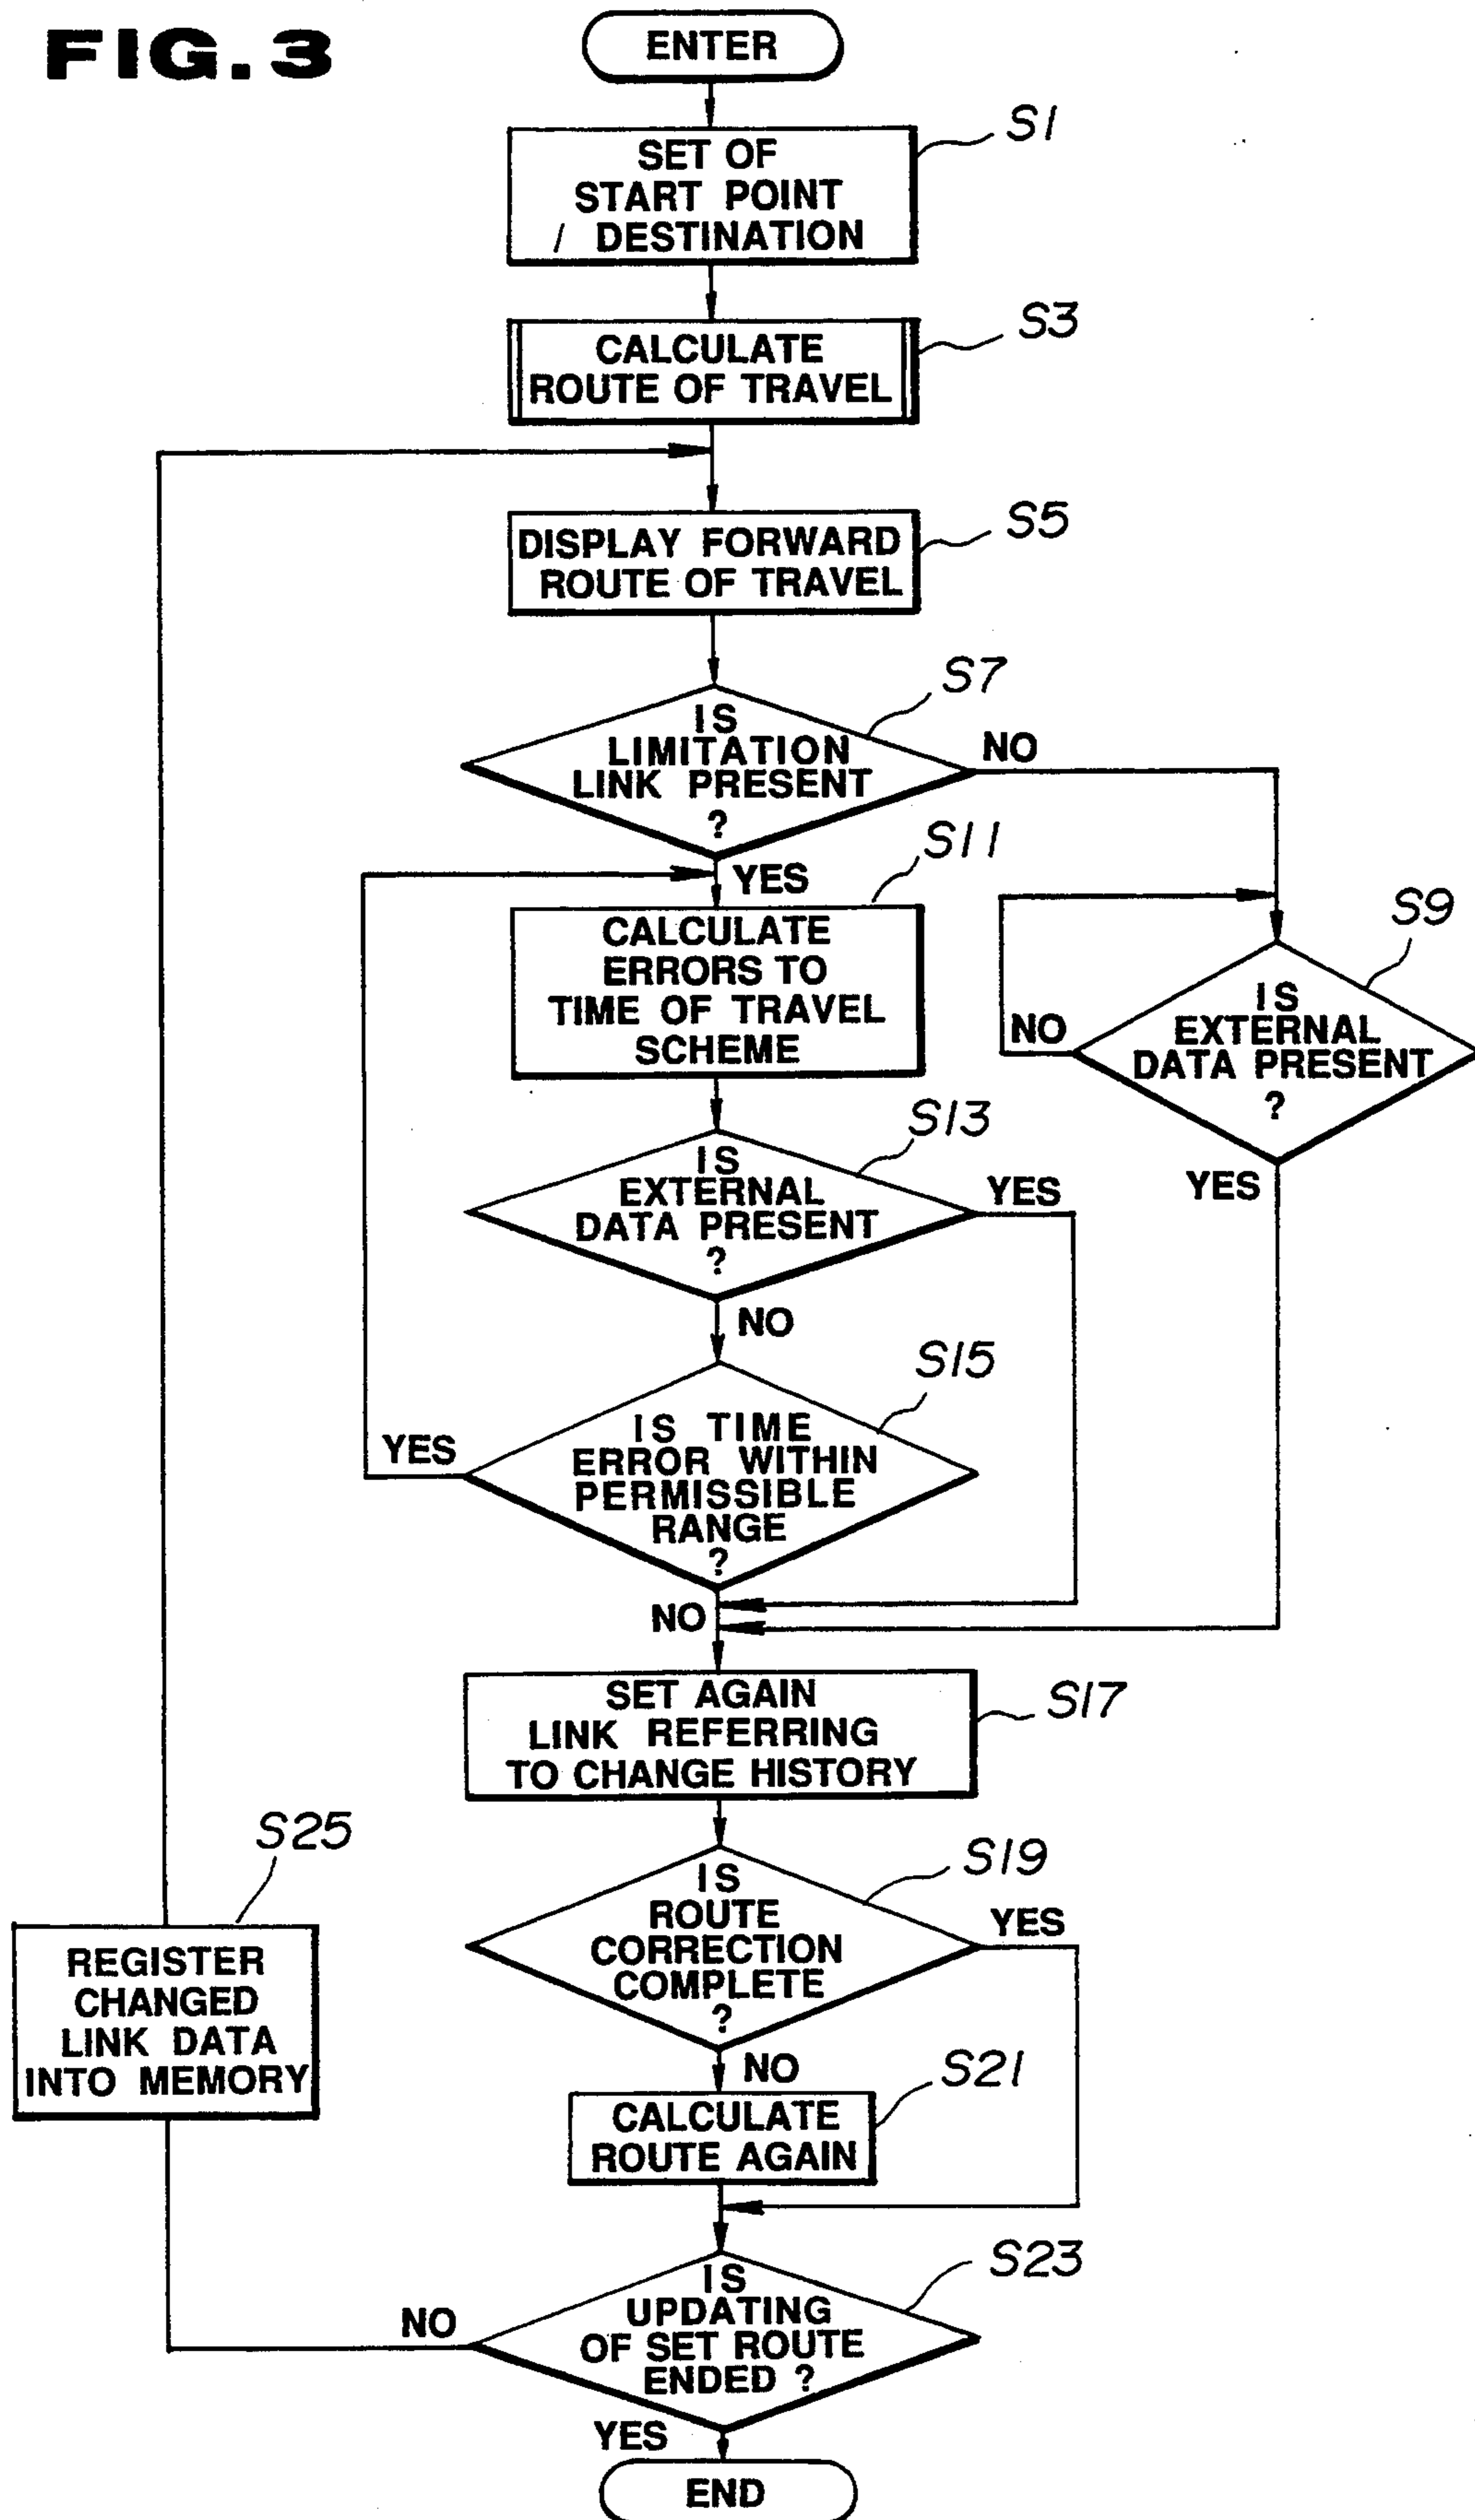 FIG.3
ENTER
S1
SET OF
START POINT
/ DESTINATION
S3
CALCULATE
ROUTE OF TRAVEL
S5
DISPLAY FORWARD
ROUTE OF TRAVEL
S7
IS
LIMITATION
LINK PRESENT
?
NO
YES
S11
CALCULATE
ERRORS TO
TIME OF TRAVEL
SCHEME
S9
IS
EXTERNAL
DATA PRESENT
?
NO
YES
S13
IS
EXTERNAL
DATA PRESENT
?
YES
NO
S15
IS TIME
ERROR WITHIN
PERMISSIBLE
RANGE
?
YES
NO
S17
SET AGAIN
LINK REFERRING
TO CHANGE HISTORY
S19
IS
ROUTE
CORRECTION
COMPLETE
?
YES
NO
S21
CALCULATE
ROUTE AGAIN
S25
REGISTER
CHANGED
LINK DATA
INTO MEMORY
S23
IS
UPDATING
OF SET ROUTE
ENDED ?
NO
YES
END